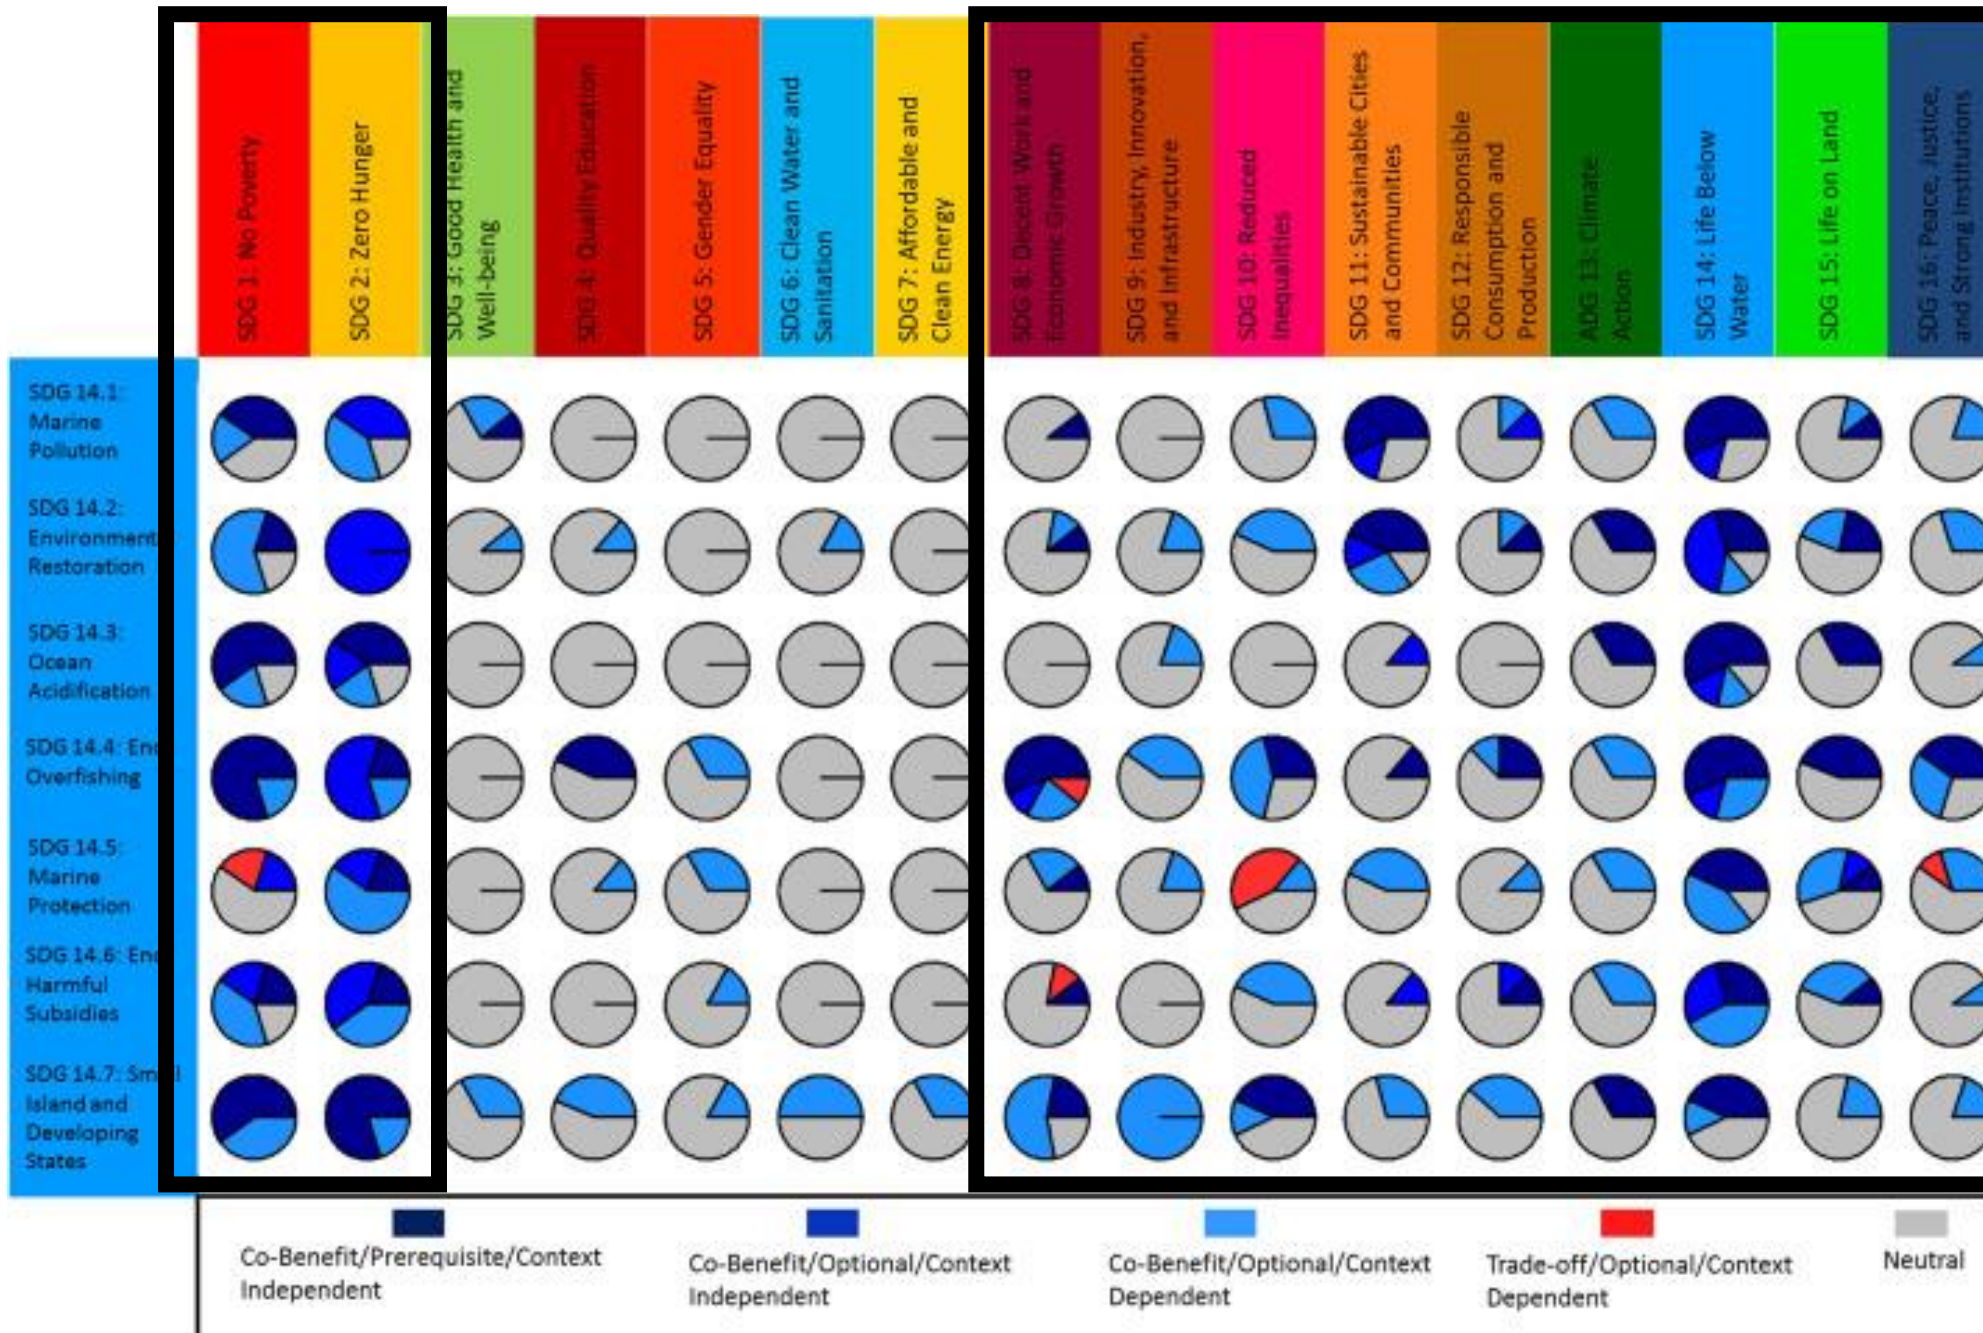 SDG 1: No Poverty
SDG 2: Zero Hunger
SDG 3: Good Health and
Well-being
SDG 4: Quality Education
SDG 5: Gender Equality
SDG 6: Clean Water and
Sanitation
SDG 7: Affordable and
Clean Energy
SDG 8: Decent Work and
Economic Growth
SDG 9: Industry, Innovation,
and Infrastructure
SDG 10: Reduced
Inequalities
SDG 11: Sustainable Cities
and Communities
SDG 12: Responsible
Consumption and
Production
ADG 13: Climate
Action
SDG 14: Life Below
Water
SDG 15: Life on Land
SDG 16: Peace, Justice,
and Strong Institutions
SDG 14.1:
Marine
Pollution
SDG 14.2:
Environment
Restoration
SDG 14.3:
Ocean
Acidification
SDG 14.4: End
Overfishing
SDG 14.5:
Marine
Protection
SDG 14.6: End
Harmful
Subsidies
SDG 14.7: Small
Island and
Developing
States
Co-Benefit/Prerequisite/Context
Independent
Co-Benefit/Optional/Context
Independent
Co-Benefit/Optional/Context
Dependent
Trade-off/Optional/Context
Dependent
Neutral